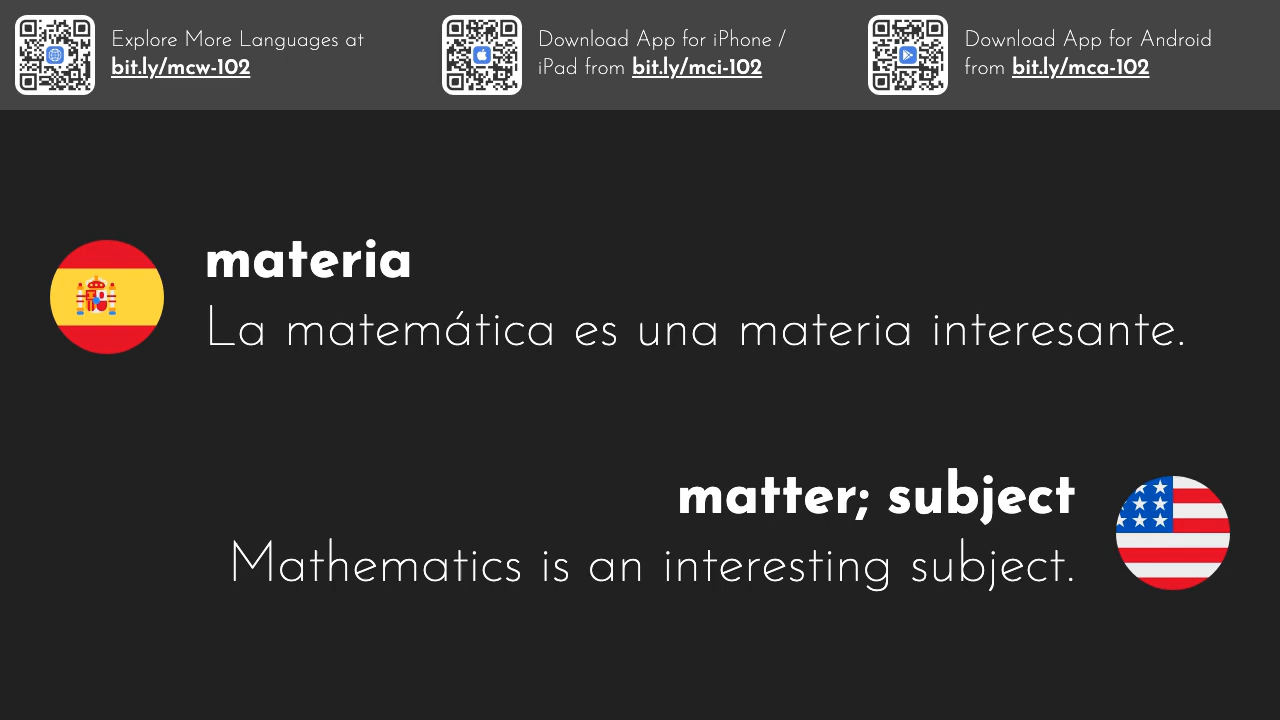 Explore More Languages at
bit.ly/mcw-102
Download App for iPhone /
iPad from bit.ly/mci-102
Download App for Android
from bit.ly/mca-102
materia
La matemática es una materia interesante.
matter; subject
Mathematics is an interesting subject.